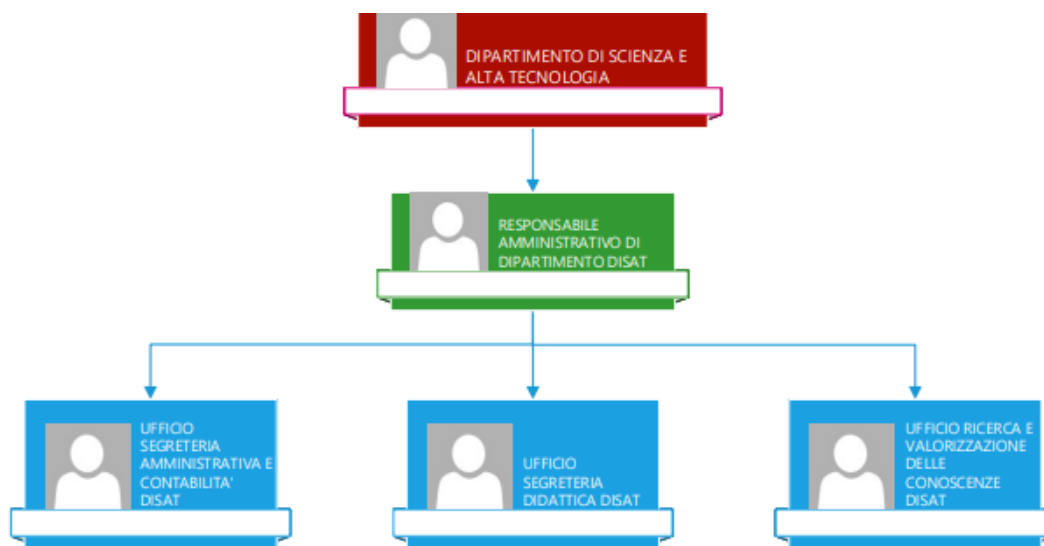 DIPARTIMENTO DI SCIENZA E
ALTA TECNOLOGIA
RESPONSABILE
AMMINISTRATIVO DI
DIPARTIMENTO DISAT
UFFICIO
SEGRETERIA
AMMINISTRATIVA E
CONTABILITA'
DISAT
UFFICIO
SEGRETERIA
DIDATTICA DISAT
UFFICIO RICERCA E
VALORIZZAZIONE
DELLE
CONOSCENZE
DISAT